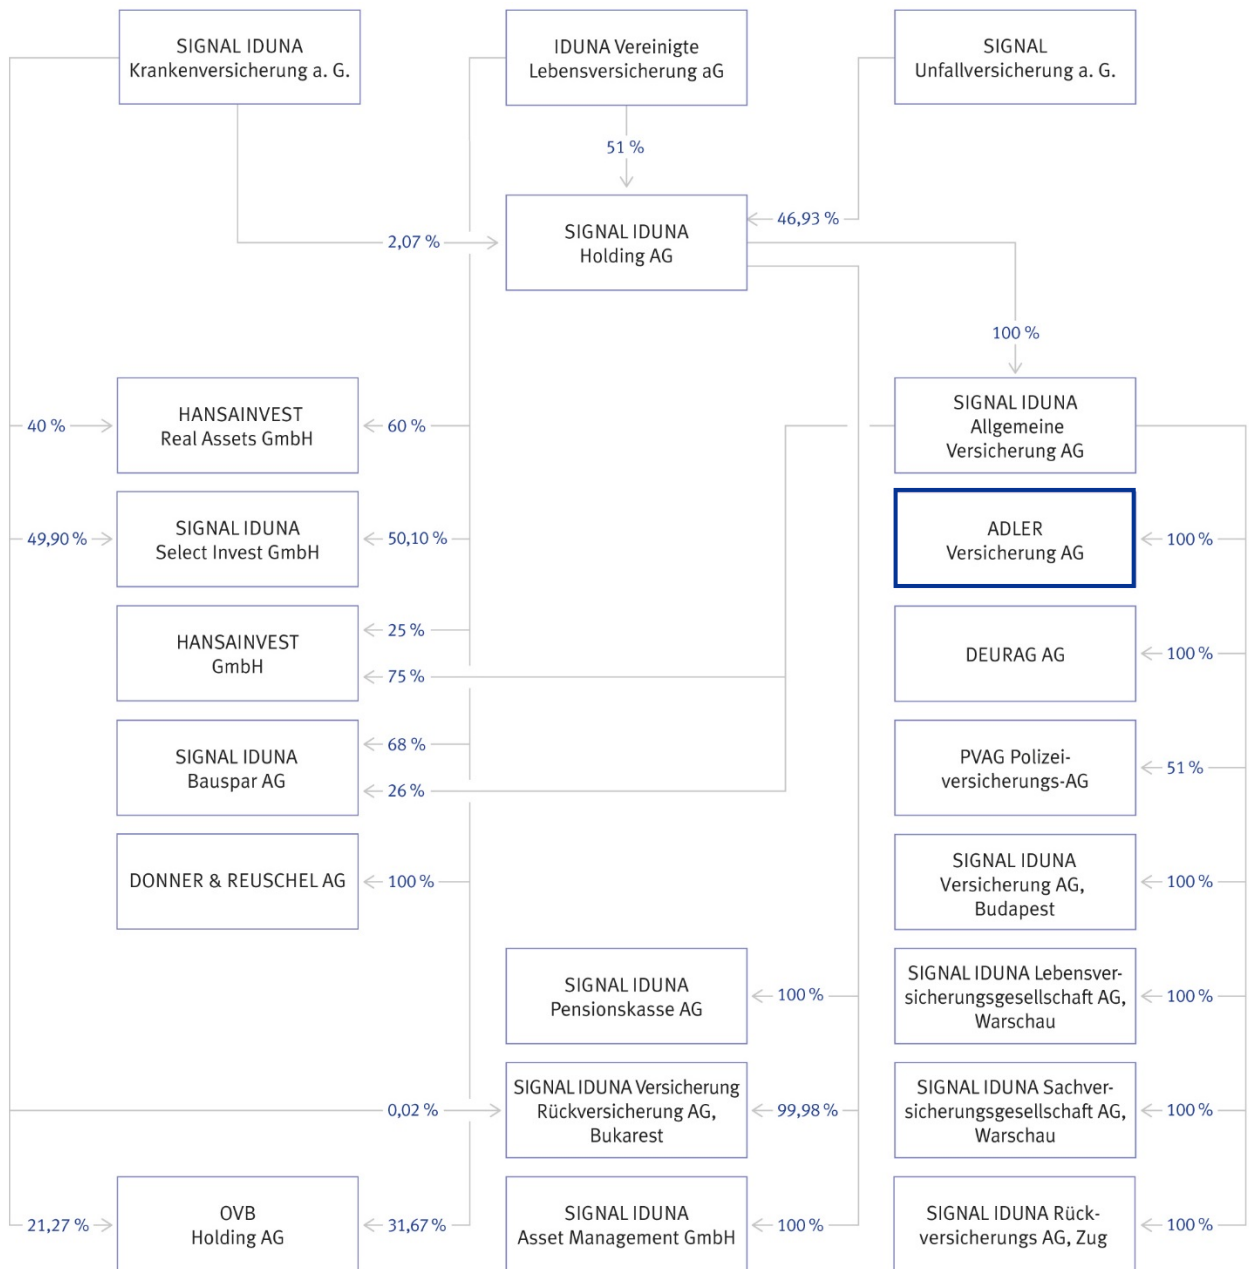 SIGNAL IDUNA
Krankenversicherung a. G.
IDUNA Vereinigte
Lebensversicherung aG
SIGNAL
Unfallversicherung a. G.
51 %
46,93 %
SIGNAL IDUNA
Holding AG
2,07 %
100 %
40 %
HANSAINVEST
Real Assets GmbH
60 %
SIGNAL IDUNA
Allgemeine
Versicherung AG
49,90 %
SIGNAL IDUNA
Select Invest GmbH
50,10 %
ADLER
Versicherung AG
100 %
HANSAINVEST
GmbH
25 %
75 %
DEURAG AG
100 %
SIGNAL IDUNA
Bauspar AG
68 %
26 %
PVAG Polizei-
versicherungs-AG
51 %
DONNER & REUSCHEL AG
100 %
SIGNAL IDUNA
Versicherung AG,
Budapest
100 %
SIGNAL IDUNA
Pensionskasse AG
100 %
SIGNAL IDUNA Lebensver-
sicherungsgesellschaft AG,
Warschau
100 %
0,02 %
SIGNAL IDUNA Versicherung
Rückversicherung AG,
Bukarest
99,98 %
SIGNAL IDUNA Sachver-
sicherungsgesellschaft AG,
Warschau
100 %
21,27 %
OVB
Holding AG
31,67 %
SIGNAL IDUNA
Asset Management GmbH
100 %
SIGNAL IDUNA Rück-
versicherungs AG, Zug
100 %